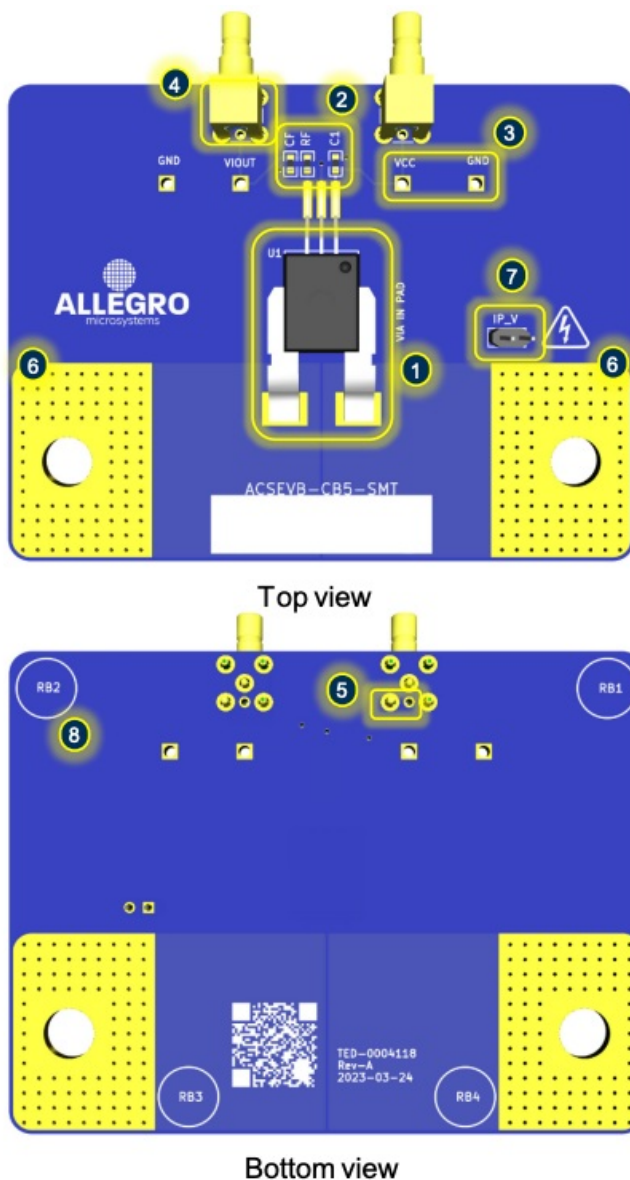 4
2
3
CF
RF
C1
GND
VIOUT
VCC
GND
U1
ALLEGRO
microsystems
VIA IN PAD
7
IP_V
6
1
6
ACSEVB-CB5-SMT
Top view
RB2
5
RB1
8
TED-0004118
Rev-A
2023-03-24
RB3
RB4
Bottom view